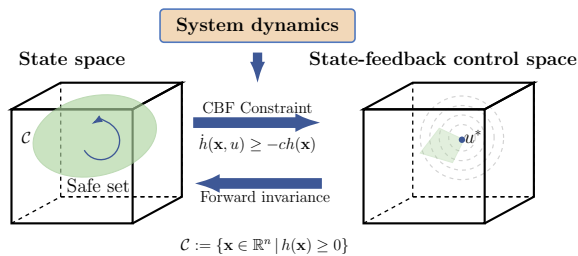 System dynamics
State space
State-feedback control space
CBF Constraint
𝒞
ḣ(𝐱, u) ≥ −ch(𝐱)
u*
Safe set
Forward invariance
𝒞 := {𝐱 ∈ ℝⁿ | h(𝐱) ≥ 0}